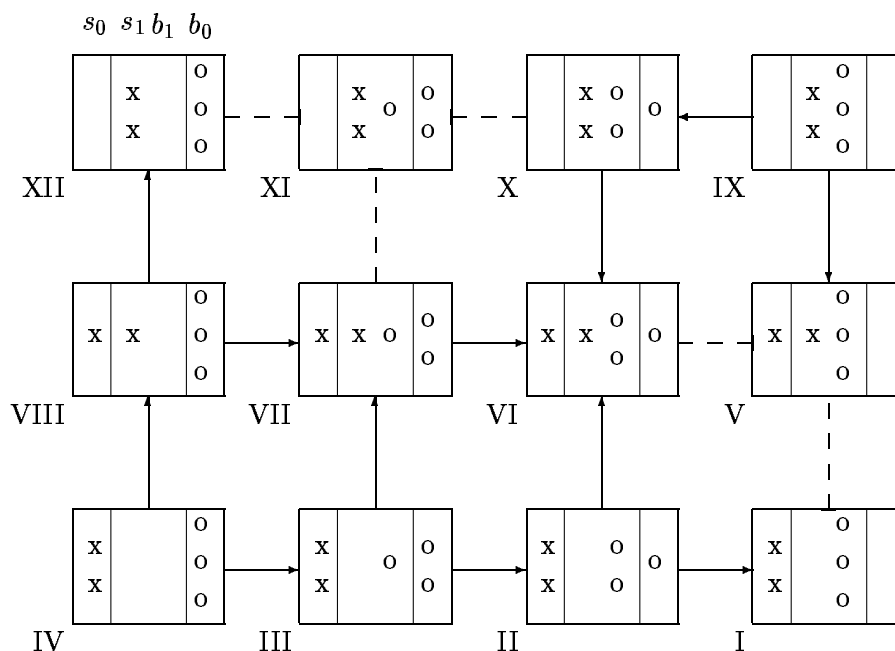 s₀ s₁ b₁ b₀
o o x o
x x o x o o o x o
x o x o o x o o
o o
XII XI X IX
o o o
x x o x x o o x x o o x x o
o o o o
VIII VII VI V
o o
x x o x o x
o o o o o
x x x o x o
o o
IV III II I